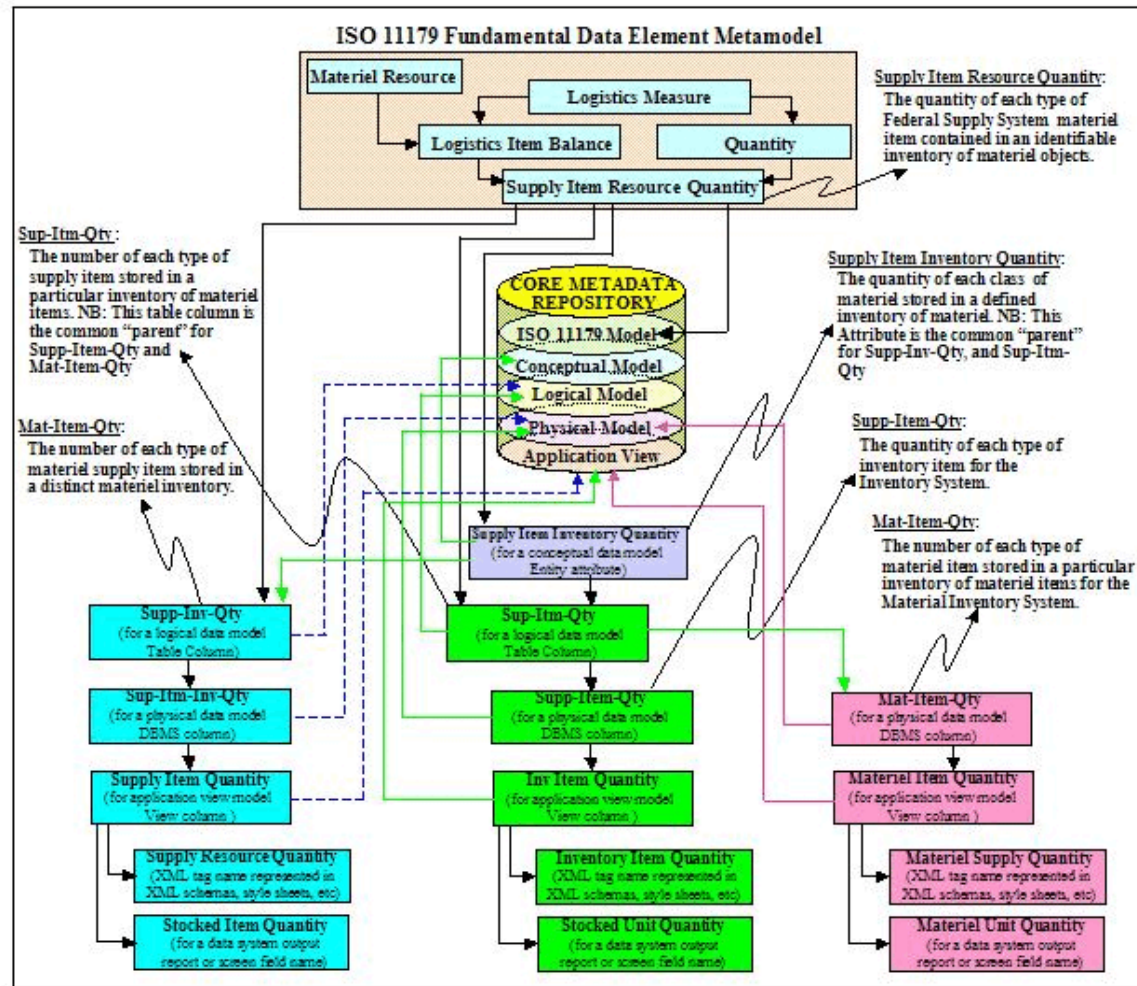 ISO 11179 Fundamental Data Element Metamodel
Materiel Resource
Logistics Measure
Logistics Item Balance
Quantity
Supply Item Resource Quantity
Supply Item Resource Quantity:
The quantity of each type of
Federal Supply System materiel
item contained in an identifiable
inventory of materiel objects.
Sup-Itm-Qty:
The number of each type of
supply item stored in a
particular inventory of materiel
items. NB: This table column is
the common “parent” for
Supp-Item-Qty and
Mat-Item-Qty
Mat-Item-Qty:
The number of each type of
materiel supply item stored in
a distinct materiel inventory.
CORE METADATA
REPOSITORY
ISO 11179 Model
Conceptual Model
Logical Model
Physical Model
Application View
Supply Item Inventory Quantity:
The quantity of each class of
materiel stored in a defined
inventory of materiel. NB: This
Attribute is the common “parent”
for Supp-Inv-Qty, and Sup-Itm-
Qty
Supp-Item-Qty:
The quantity of each type of
inventory item for the
Inventory System.
Mat-Item-Qty:
The number of each type of
materiel item stored in a particular
inventory of materiel items for the
Material Inventory System.
Supply Item Inventory Quantity
(for a conceptual data model
Entity attribute)
Supp-Inv-Qty
(for a logical data model
Table Column)
Sup-Itm-Inv-Qty
(for a physical data model
DBMS column)
Supply Item Quantity
(for application view model
View column )
Supply Resource Quantity
(XML tag name represented in
XML schemas, style sheets, etc)
Stocked Item Quantity
(for a data system output
report or screen field name)
Sup-Itm-Qty
(for a logical data model
Table Column)
Supp-Item-Qty
(for a physical data model
DBMS column)
Inv Item Quantity
(for application view model
View column )
Inventory Item Quantity
(XML tag name represented in
XML schemas, style sheets, etc)
Stocked Unit Quantity
(for a data system output
report or screen field name)
Mat-Item-Qty
(for a physical data model
DBMS column)
Materiel Item Quantity
(for application view model
View column )
Materiel Supply Quantity
(XML tag name represented in
XML schemas, style sheets, etc)
Materiel Unit Quantity
(for a data system output
report or screen field name)